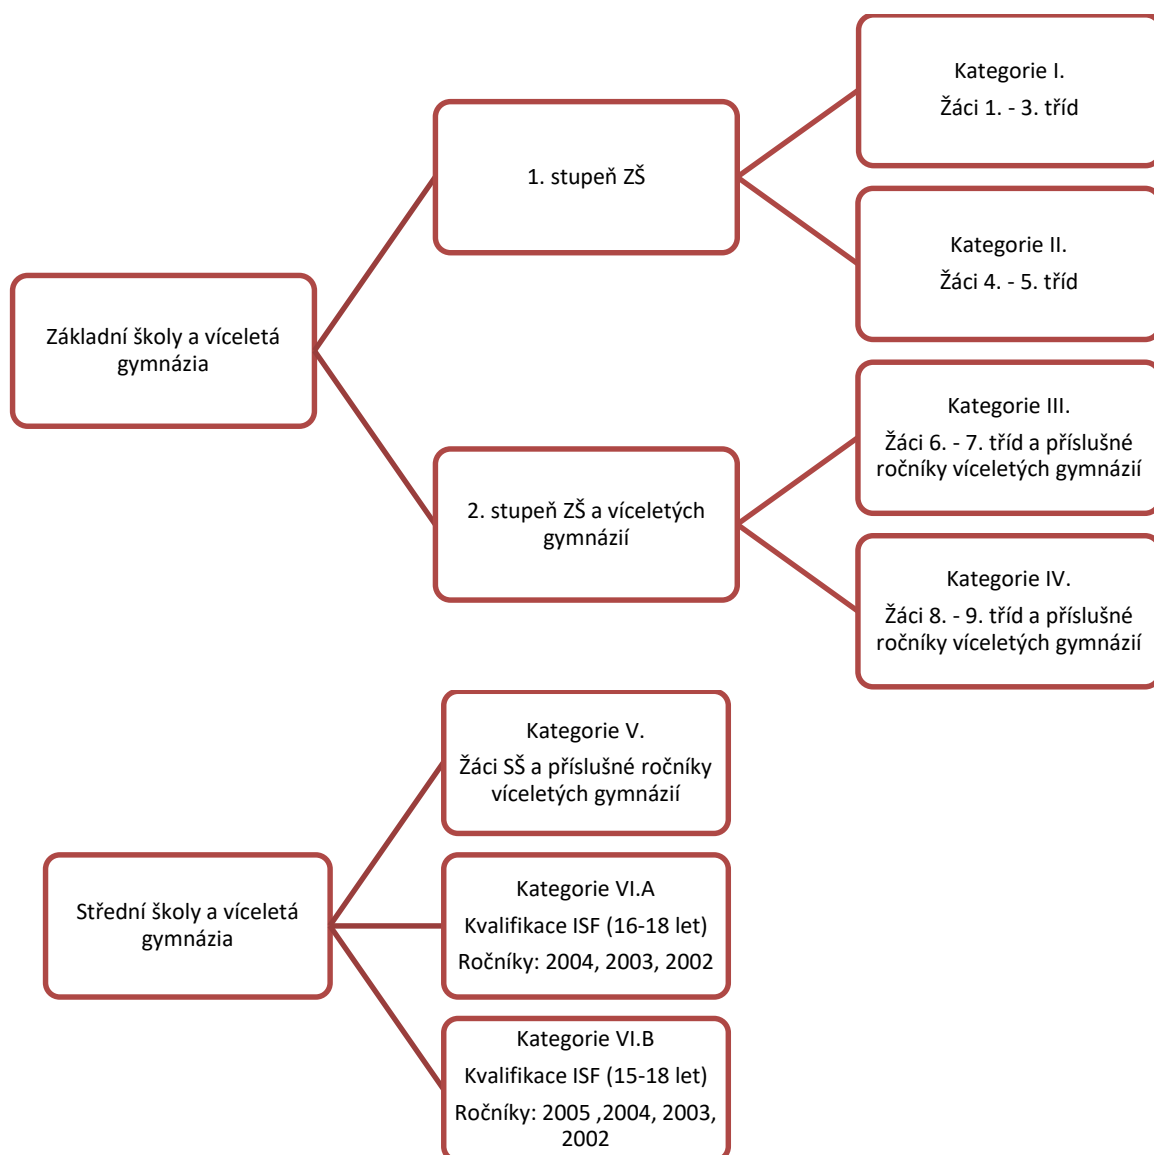 Základní školy a víceletá
gymnázia
1. stupeň ZŠ
Kategorie I.
Žáci 1. - 3. tříd
Kategorie II.
Žáci 4. - 5. tříd
2. stupeň ZŠ a víceletých
gymnázií
Kategorie III.
Žáci 6. - 7. tříd a příslušné
ročníky víceletých gymnázií
Kategorie IV.
Žáci 8. - 9. tříd a příslušné
ročníky víceletých gymnázií
Střední školy a víceletá
gymnázia
Kategorie V.
Žáci SŠ a příslušné ročníky
víceletých gymnázií
Kategorie VI.A
Kvalifikace ISF (16-18 let)
Ročníky: 2004, 2003, 2002
Kategorie VI.B
Kvalifikace ISF (15-18 let)
Ročníky: 2005 ,2004, 2003,
2002